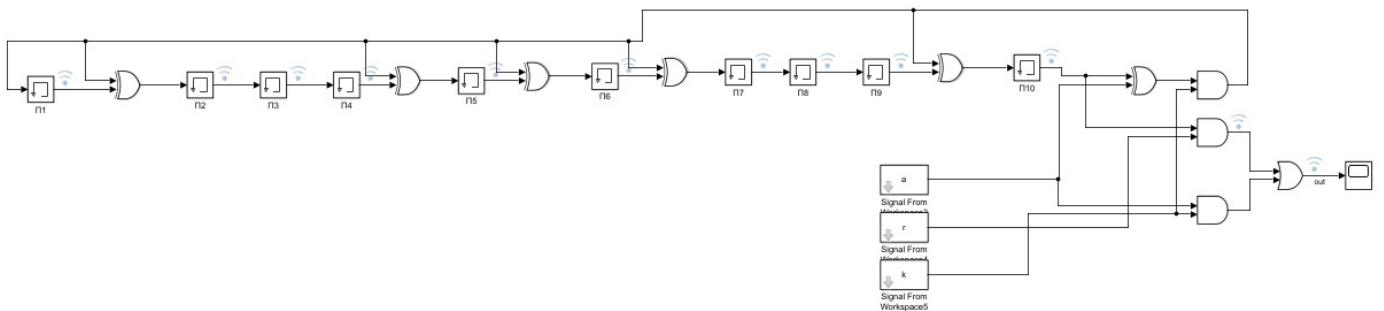 П1
П2
П3
П4
П5
П6
П7
П8
П9
П10
out
a
Signal From
r
Signal From
k
Signal From
Workspace5